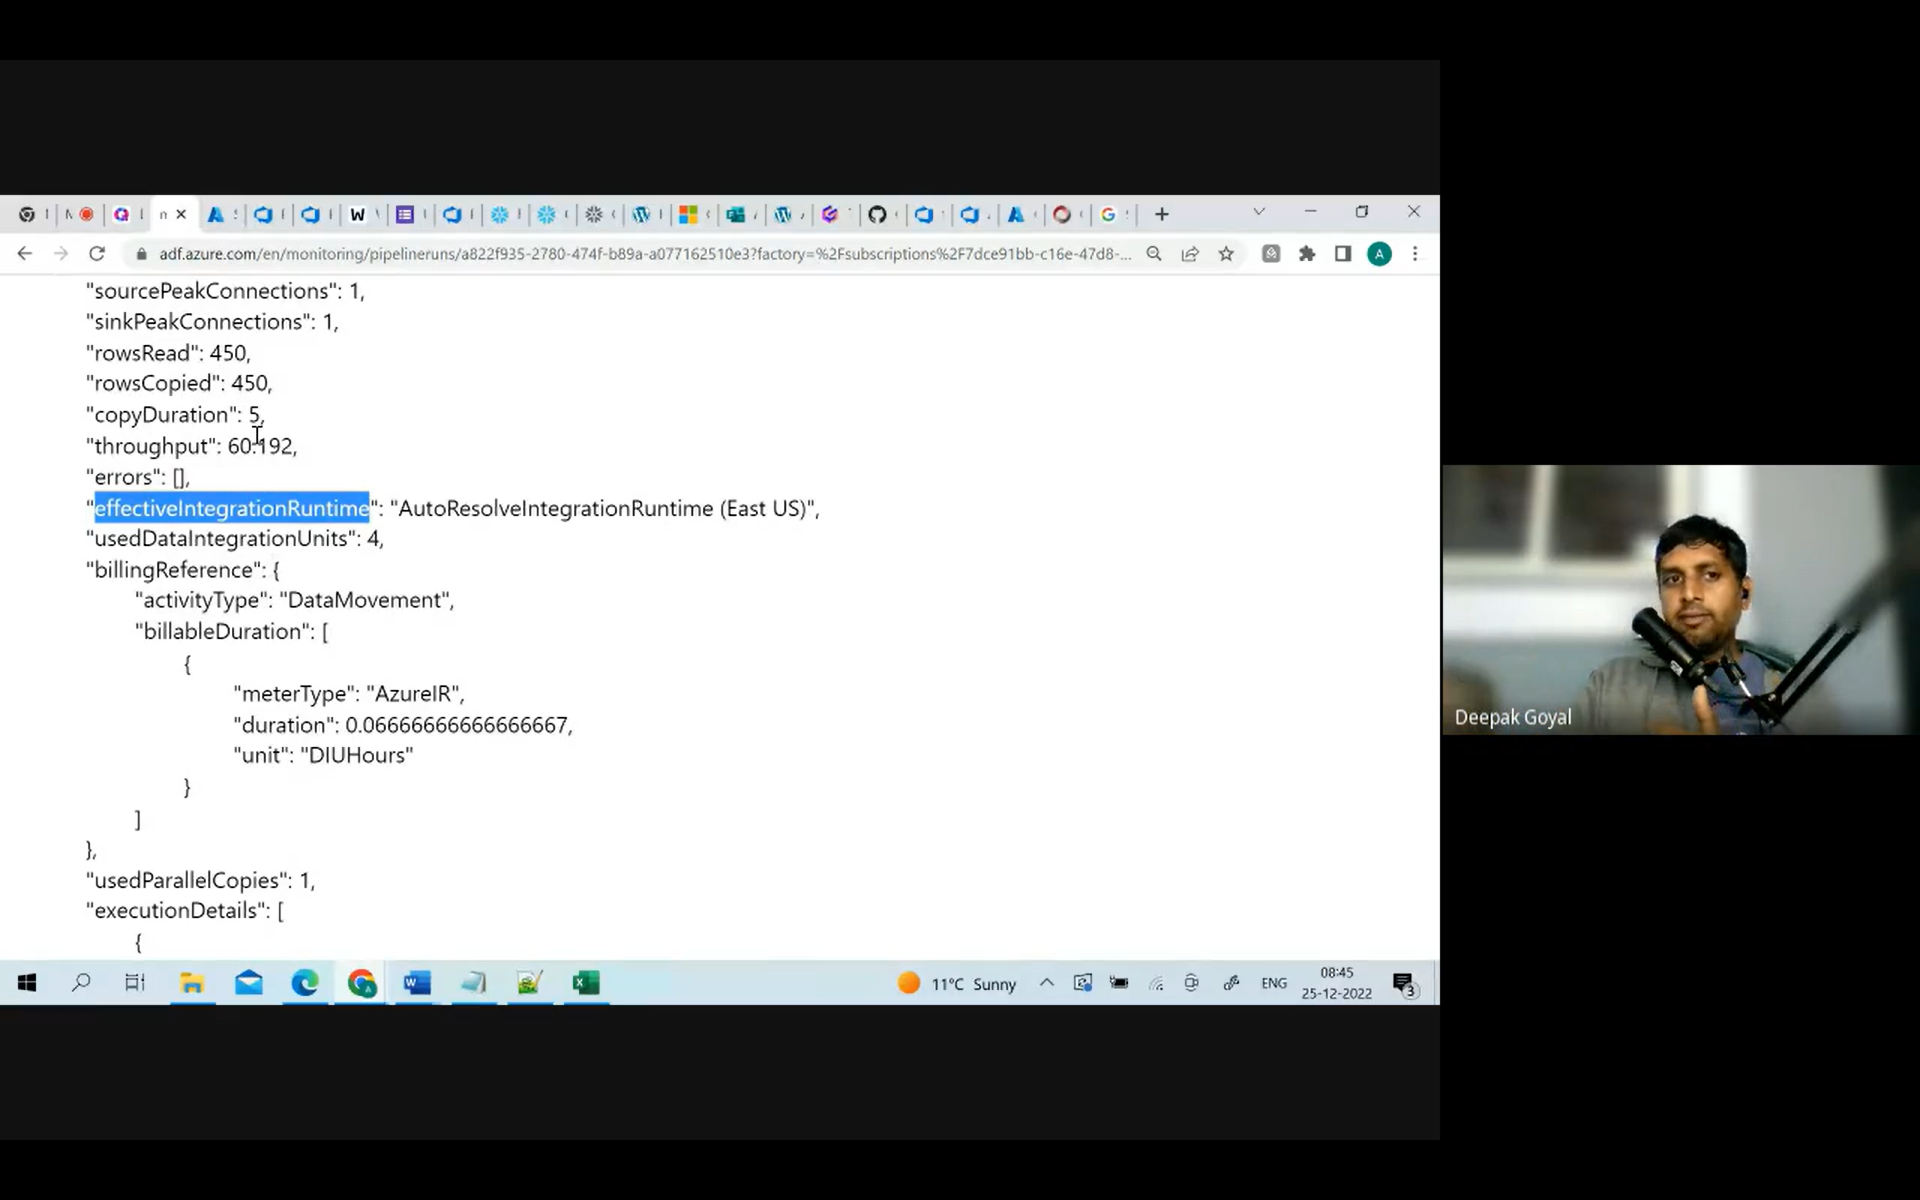 adf.azure.com/en/monitoring/pipelineruns/a822f935-2780-474f-b89a-a077162510e3?factory=%2Fsubscriptions%2F7dce91bb-c16e-47d8-...
A
"sourcePeakConnections": 1,
"sinkPeakConnections": 1,
"rowsRead": 450,
"rowsCopied": 450,
"copyDuration": 5,
"throughput": 60.192,
"errors": [],
"effectiveIntegrationRuntime": "AutoResolveIntegrationRuntime (East US)",
"usedDataIntegrationUnits": 4,
"billingReference": {
"activityType": "DataMovement",
"billableDuration": [
{
"meterType": "AzureIR",
"duration": 0.06666666666666667,
"unit": "DIUHours"
}
]
},
"usedParallelCopies": 1,
"executionDetails": [
{
Deepak Goyal
11°C Sunny
ENG
08:45
25-12-2022
3